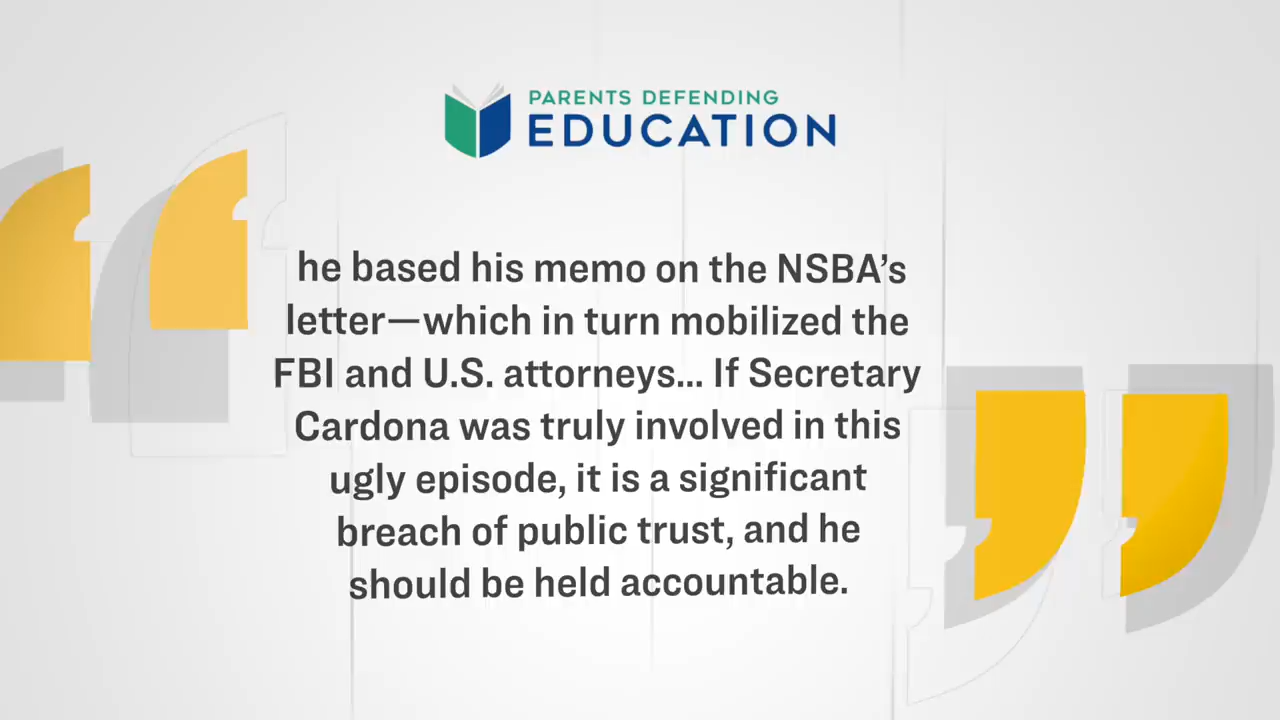 PARENTS DEFENDING
EDUCATION
he based his memo on the NSBA’s
letter—which in turn mobilized the
FBI and U.S. attorneys... If Secretary
Cardona was truly involved in this
ugly episode, it is a significant
breach of public trust, and he
should be held accountable.